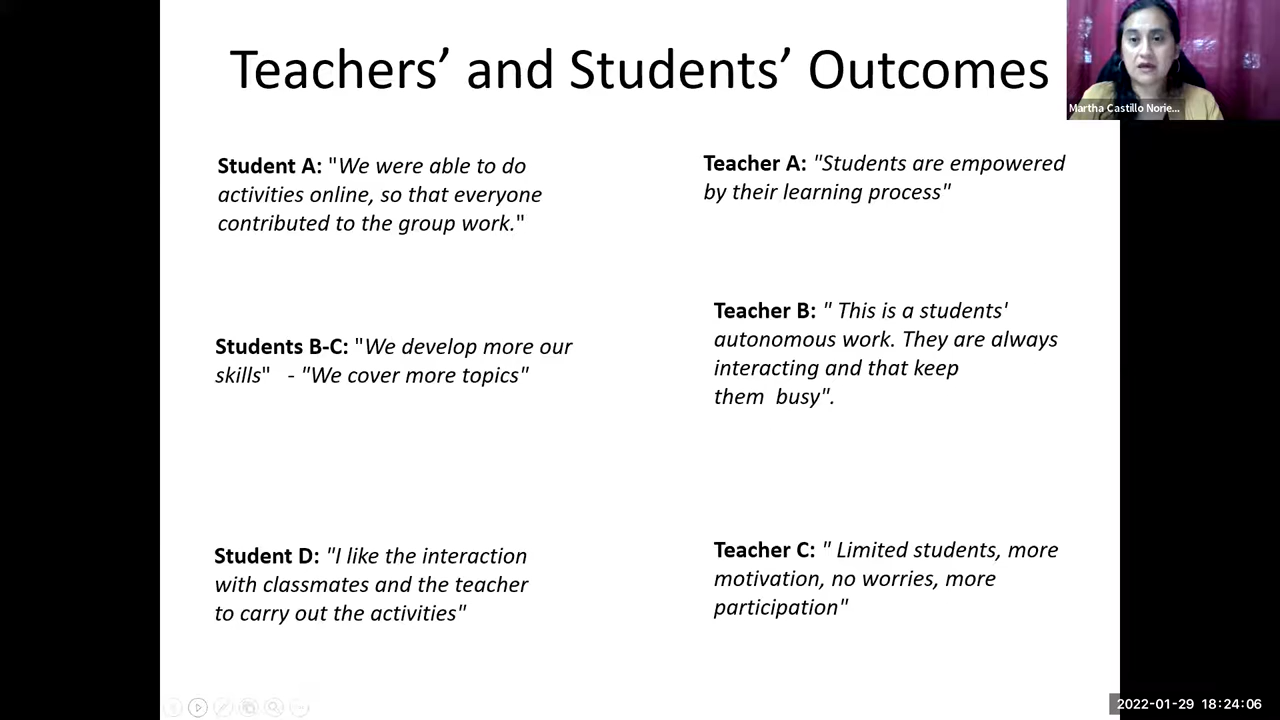 Teachers’ and Students’ Outcomes
Martha Castillo Norie...
Student A: "We were able to do
activities online, so that everyone
contributed to the group work."
Teacher A: "Students are empowered
by their learning process"
Students B-C: "We develop more our
skills"   - "We cover more topics"
Teacher B: " This is a students'
autonomous work. They are always
interacting and that keep
them  busy".
Student D: "I like the interaction
with classmates and the teacher
to carry out the activities"
Teacher C: " Limited students, more
motivation, no worries, more
participation"
2022-01-29 18:24:06